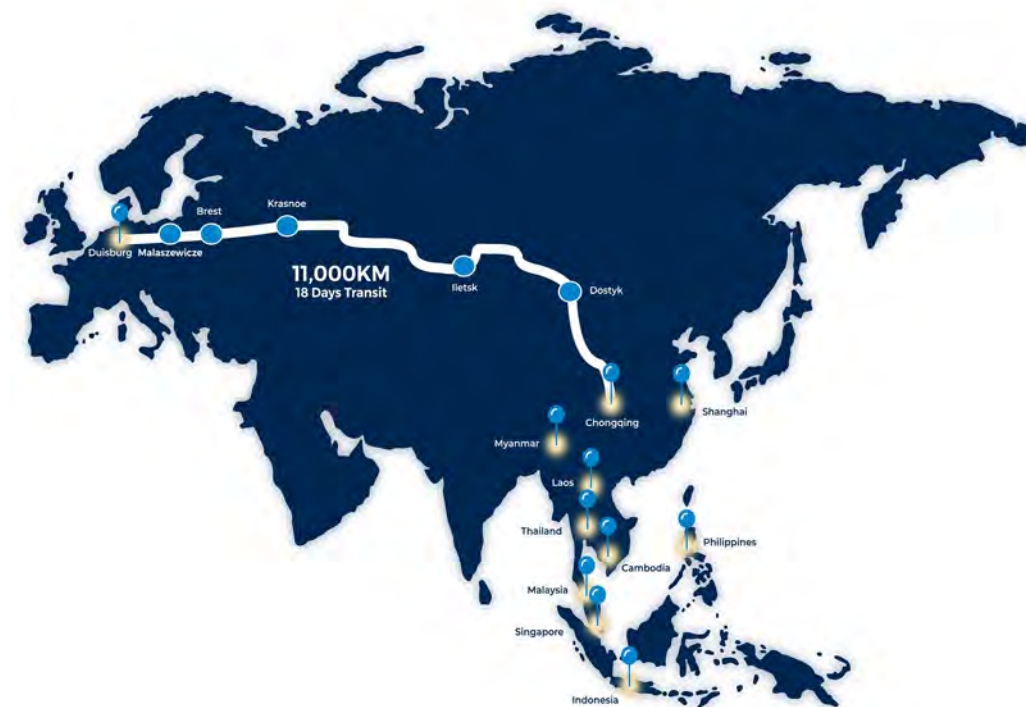 Krasnoe
Brest
Duisburg
Malaszewicze
11,000KM
18 Days Transit
Iletsk
Dostyk
Chongqing
Shanghai
Myanmar
Laos
Thailand
Philippines
Cambodia
Malaysia
Singapore
Indonesia